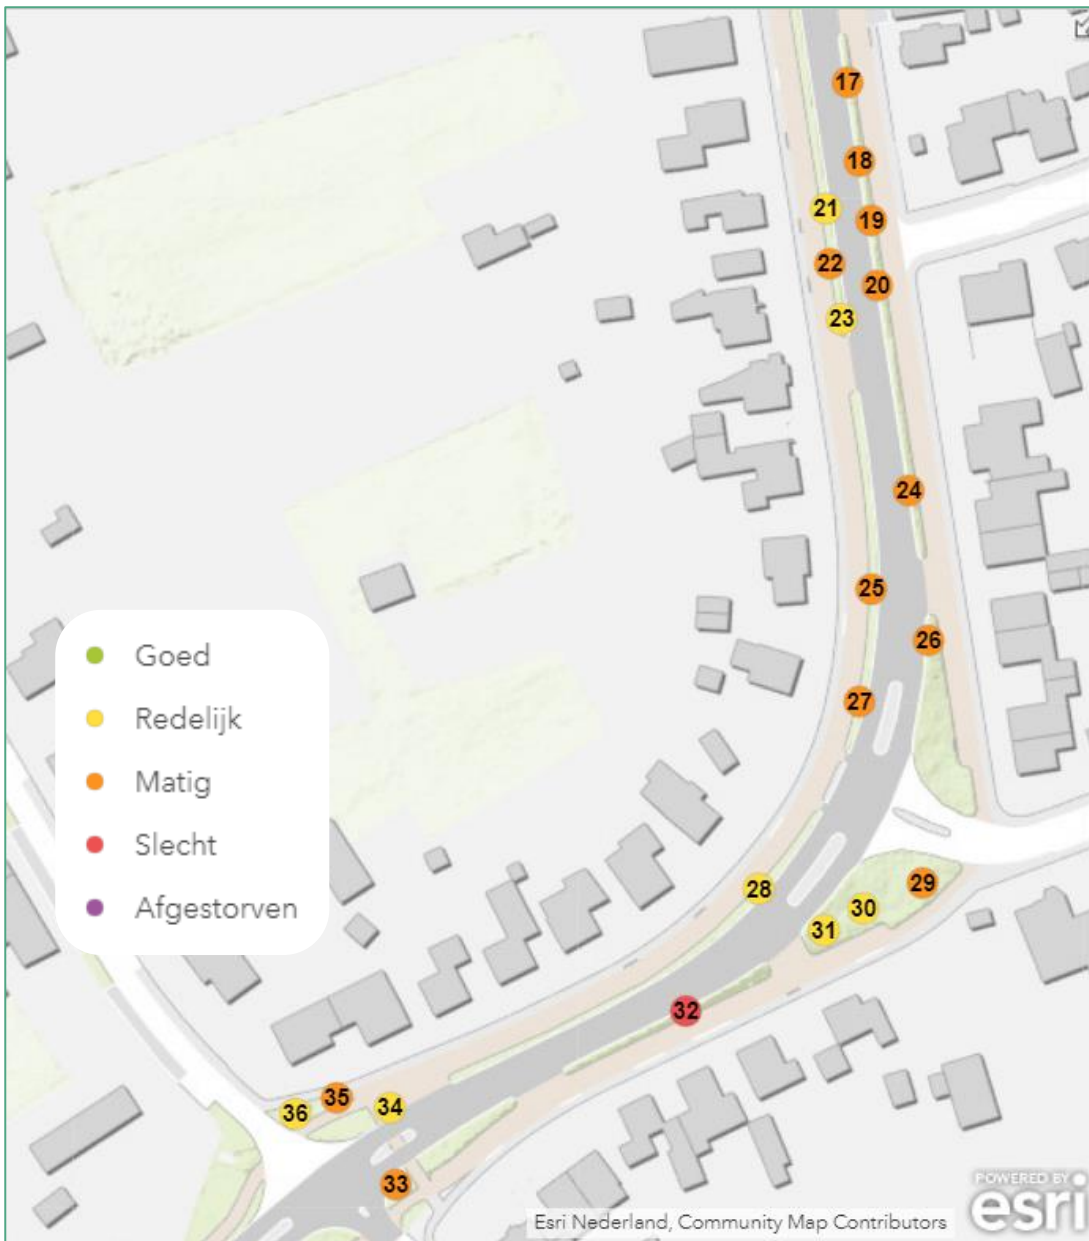 17
18
21
19
22
20
23
24
25
26
Goed
Redelijk
27
Matig
Slecht
28
29
Afgestorven
30
31
32
36
35
34
33
POWERED BY
esri
Esri Nederland, Community Map Contributors